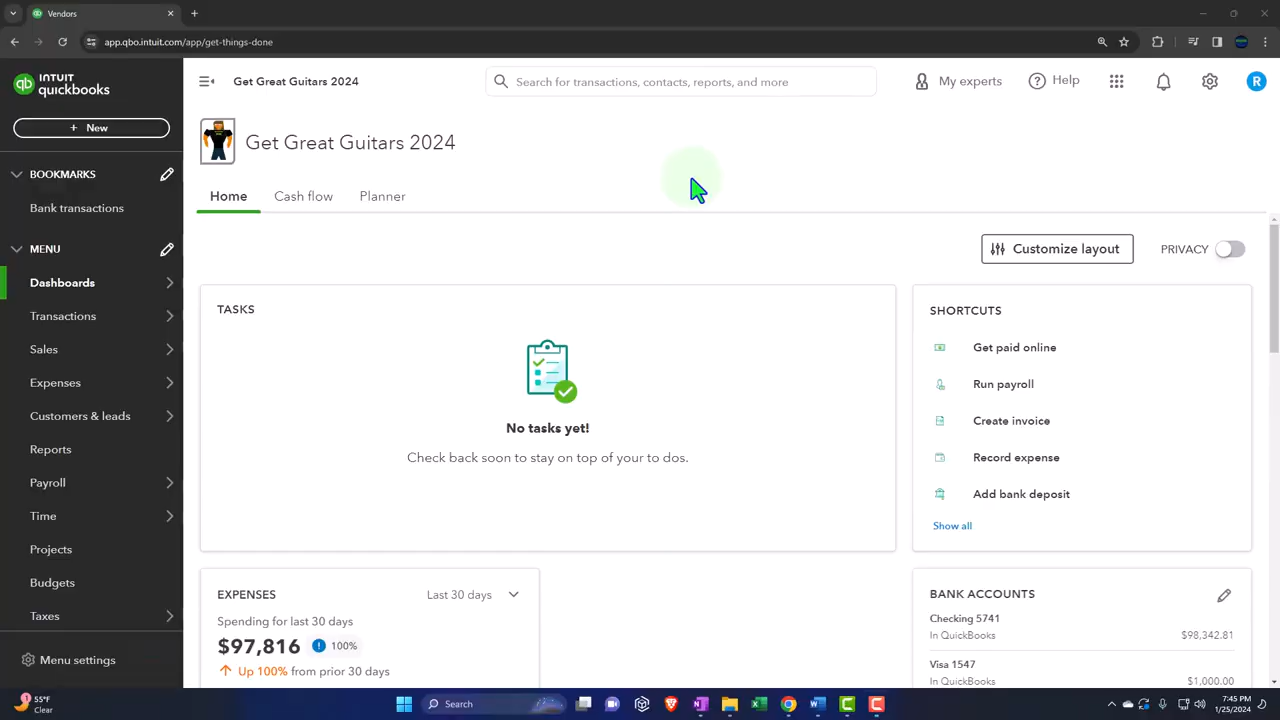 Vendors
app.qbo.intuit.com/app/get-things-done
INTUIT
quickbooks
Get Great Guitars 2024
Search for transactions, contacts, reports, and more
My experts
Help
R
+ New
Get Great Guitars 2024
BOOKMARKS
Bank transactions
Home
Cash flow
Planner
MENU
Customize layout
PRIVACY
Dashboards
Transactions
Sales
Expenses
Customers & leads
Reports
Payroll
Time
Projects
Budgets
Taxes
Menu settings
TASKS
No tasks yet!
Check back soon to stay on top of your to dos.
SHORTCUTS
Get paid online
Run payroll
Create invoice
Record expense
Add bank deposit
Show all
EXPENSES
Last 30 days
Spending for last 30 days
$97,816
100%
Up 100% from prior 30 days
BANK ACCOUNTS
Checking 5741
In QuickBooks
$98,342.81
Visa 1547
In QuickBooks
$1,000.00
55°F
Clear
Search
7:45 PM
1/25/2024